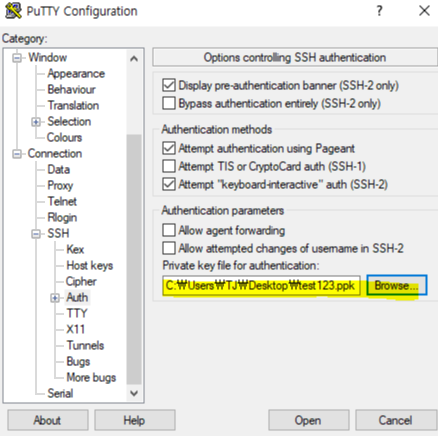 PuTTY Configuration
?
Category:
Window
Appearance
Behaviour
Translation
Selection
Colours
Connection
Data
Proxy
Telnet
Rlogin
SSH
Kex
Host keys
Cipher
Auth
TTY
X11
Tunnels
Bugs
More bugs
Serial
Options controlling SSH authentication
Display pre-authentication banner (SSH-2 only)
Bypass authentication entirely (SSH-2 only)
Authentication methods
Attempt authentication using Pageant
Attempt TIS or CryptoCard auth (SSH-1)
Attempt "keyboard-interactive" auth (SSH-2)
Authentication parameters
Allow agent forwarding
Allow attempted changes of username in SSH-2
Private key file for authentication:
C:₩Users₩TJ₩Desktop₩test123.ppk Browse...
About Help Open Cancel